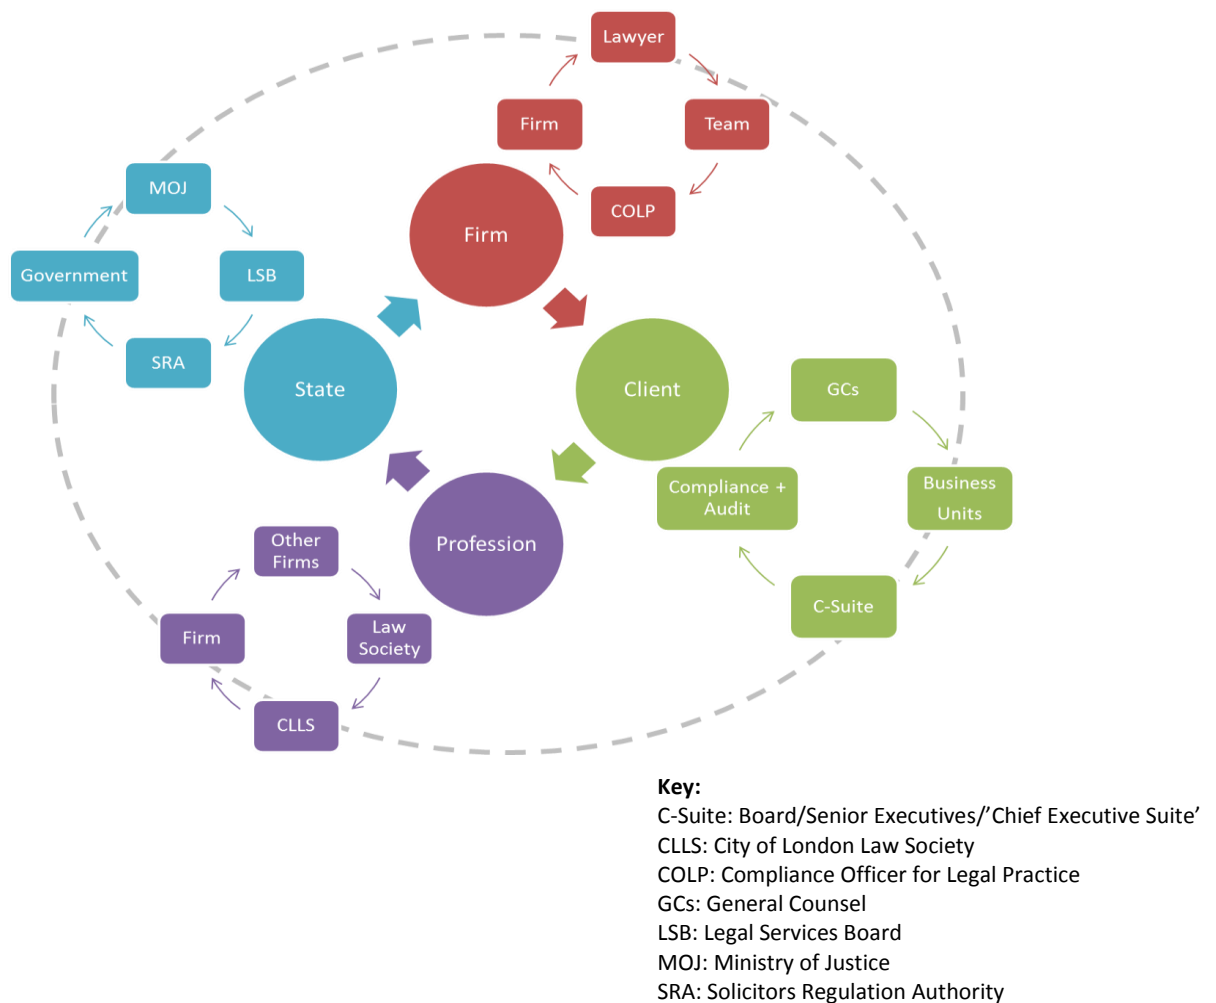 Lawyer
Firm
Team
COLP
Firm
MOJ
Government
LSB
SRA
State
Client
GCs
Compliance +
Audit
Business
Units
C-Suite
Profession
Other
Firms
Firm
Law
Society
CLLS
Key:
C-Suite: Board/Senior Executives/’Chief Executive Suite’
CLLS: City of London Law Society
COLP: Compliance Officer for Legal Practice
GCs: General Counsel
LSB: Legal Services Board
MOJ: Ministry of Justice
SRA: Solicitors Regulation Authority